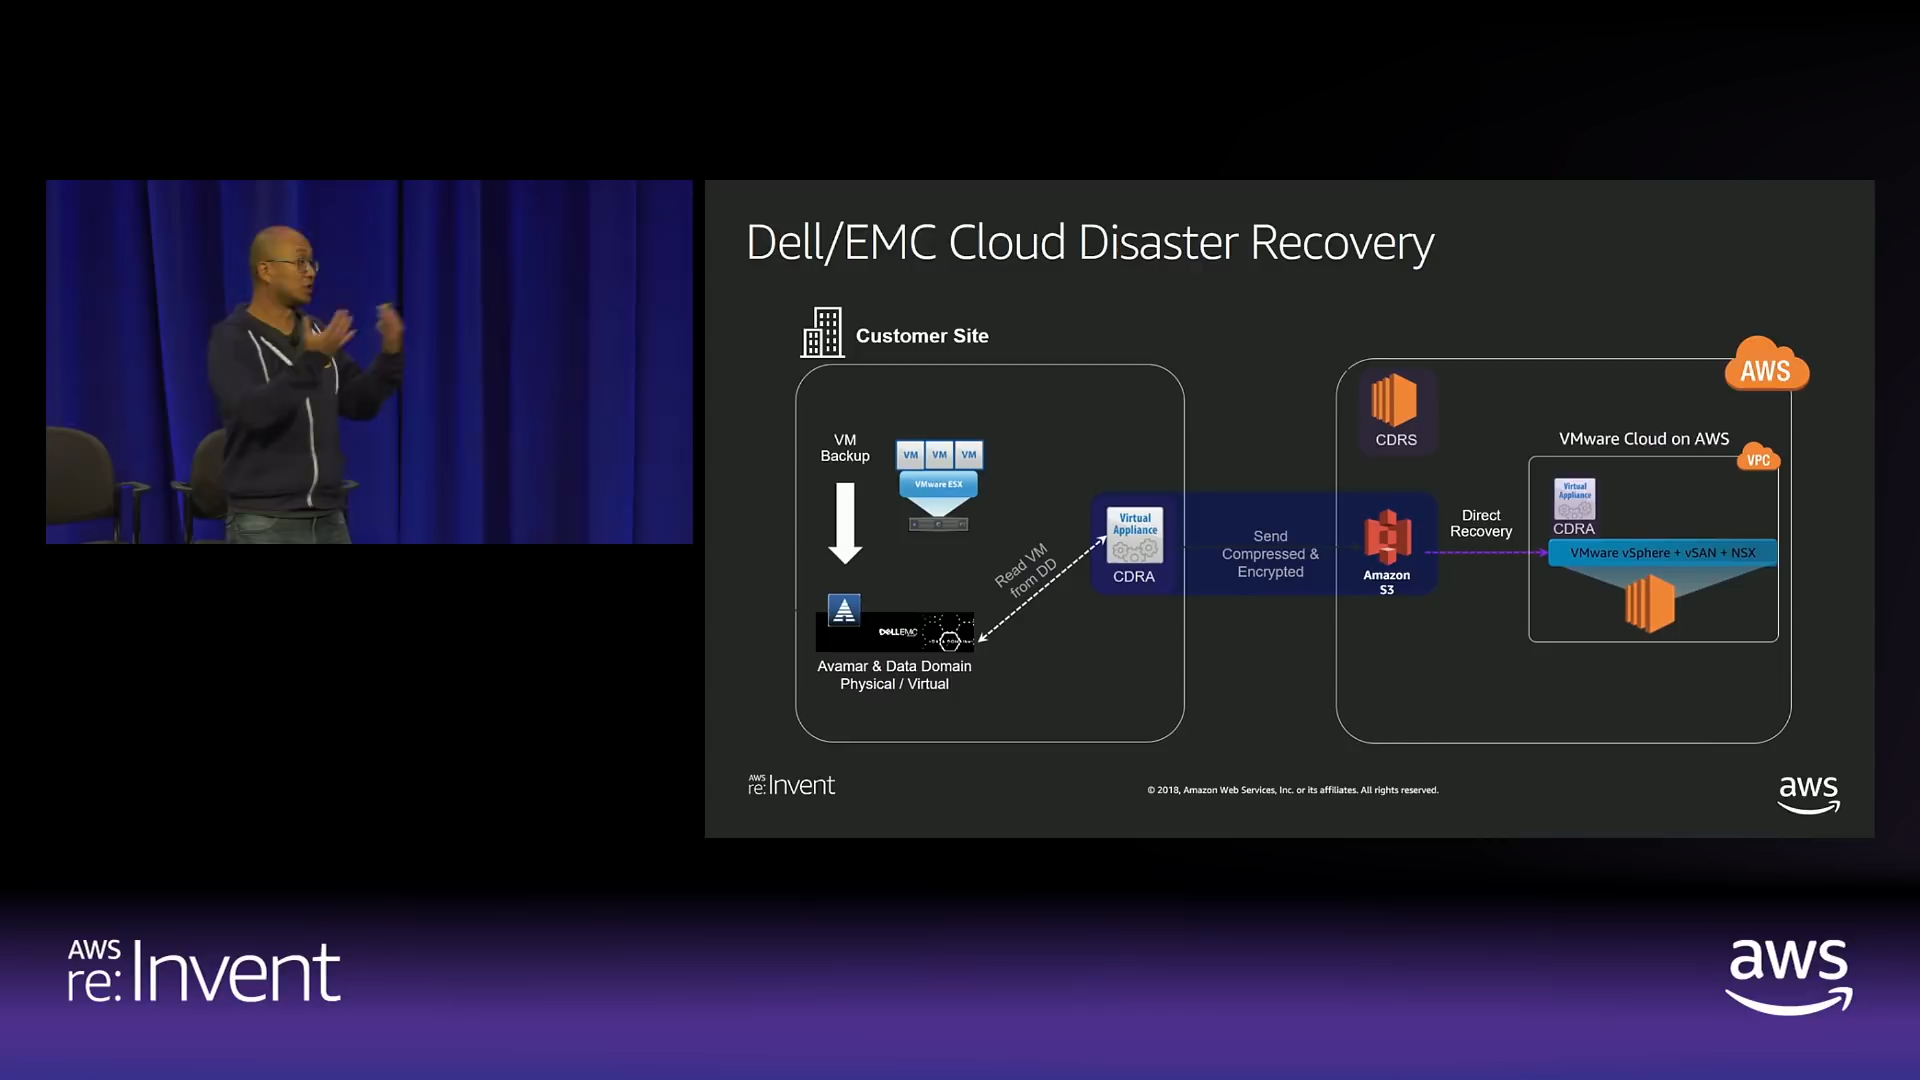 Dell/EMC Cloud Disaster Recovery
Customer Site
VM
Backup
VM VM VM
VMware ESX
Read VM
from DD
DELLEMC
Avamar & Data Domain
Physical / Virtual
Virtual
Appliance
CDRA
Send
Compressed &
Encrypted
AWS
CDRS
Amazon
S3
Direct
Recovery
VMware Cloud on AWS
VPC
Virtual
Appliance
CDRA
VMware vSphere + vSAN + NSX
AWS
re:Invent
© 2018, Amazon Web Services, Inc. or its affiliates. All rights reserved.
aws
AWS
re:Invent
aws